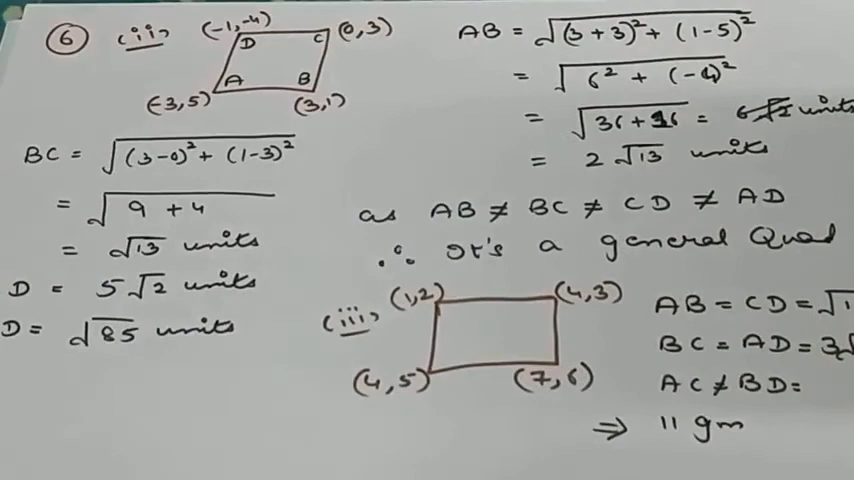 6 (ii) (-1,-4) (0,3)
D C
A B
(-3,5) (3,1)
AB = √(3+3)² + (1-5)²
= √6² + (-4)²
= √36+16 = 6√2 units
= 2√13 units
BC = √(3-0)² + (1-3)²
= √9+4
= √13 units
D = 5√2 units
D = √85 units
as AB ≠ BC ≠ CD ≠ AD
∴ It's a general Quad
(iii) (1,2) (4,3)
(4,5) (7,6)
AB = CD = √1
BC = AD = 3√
AC ≠ BD =
⇒ 11 gm